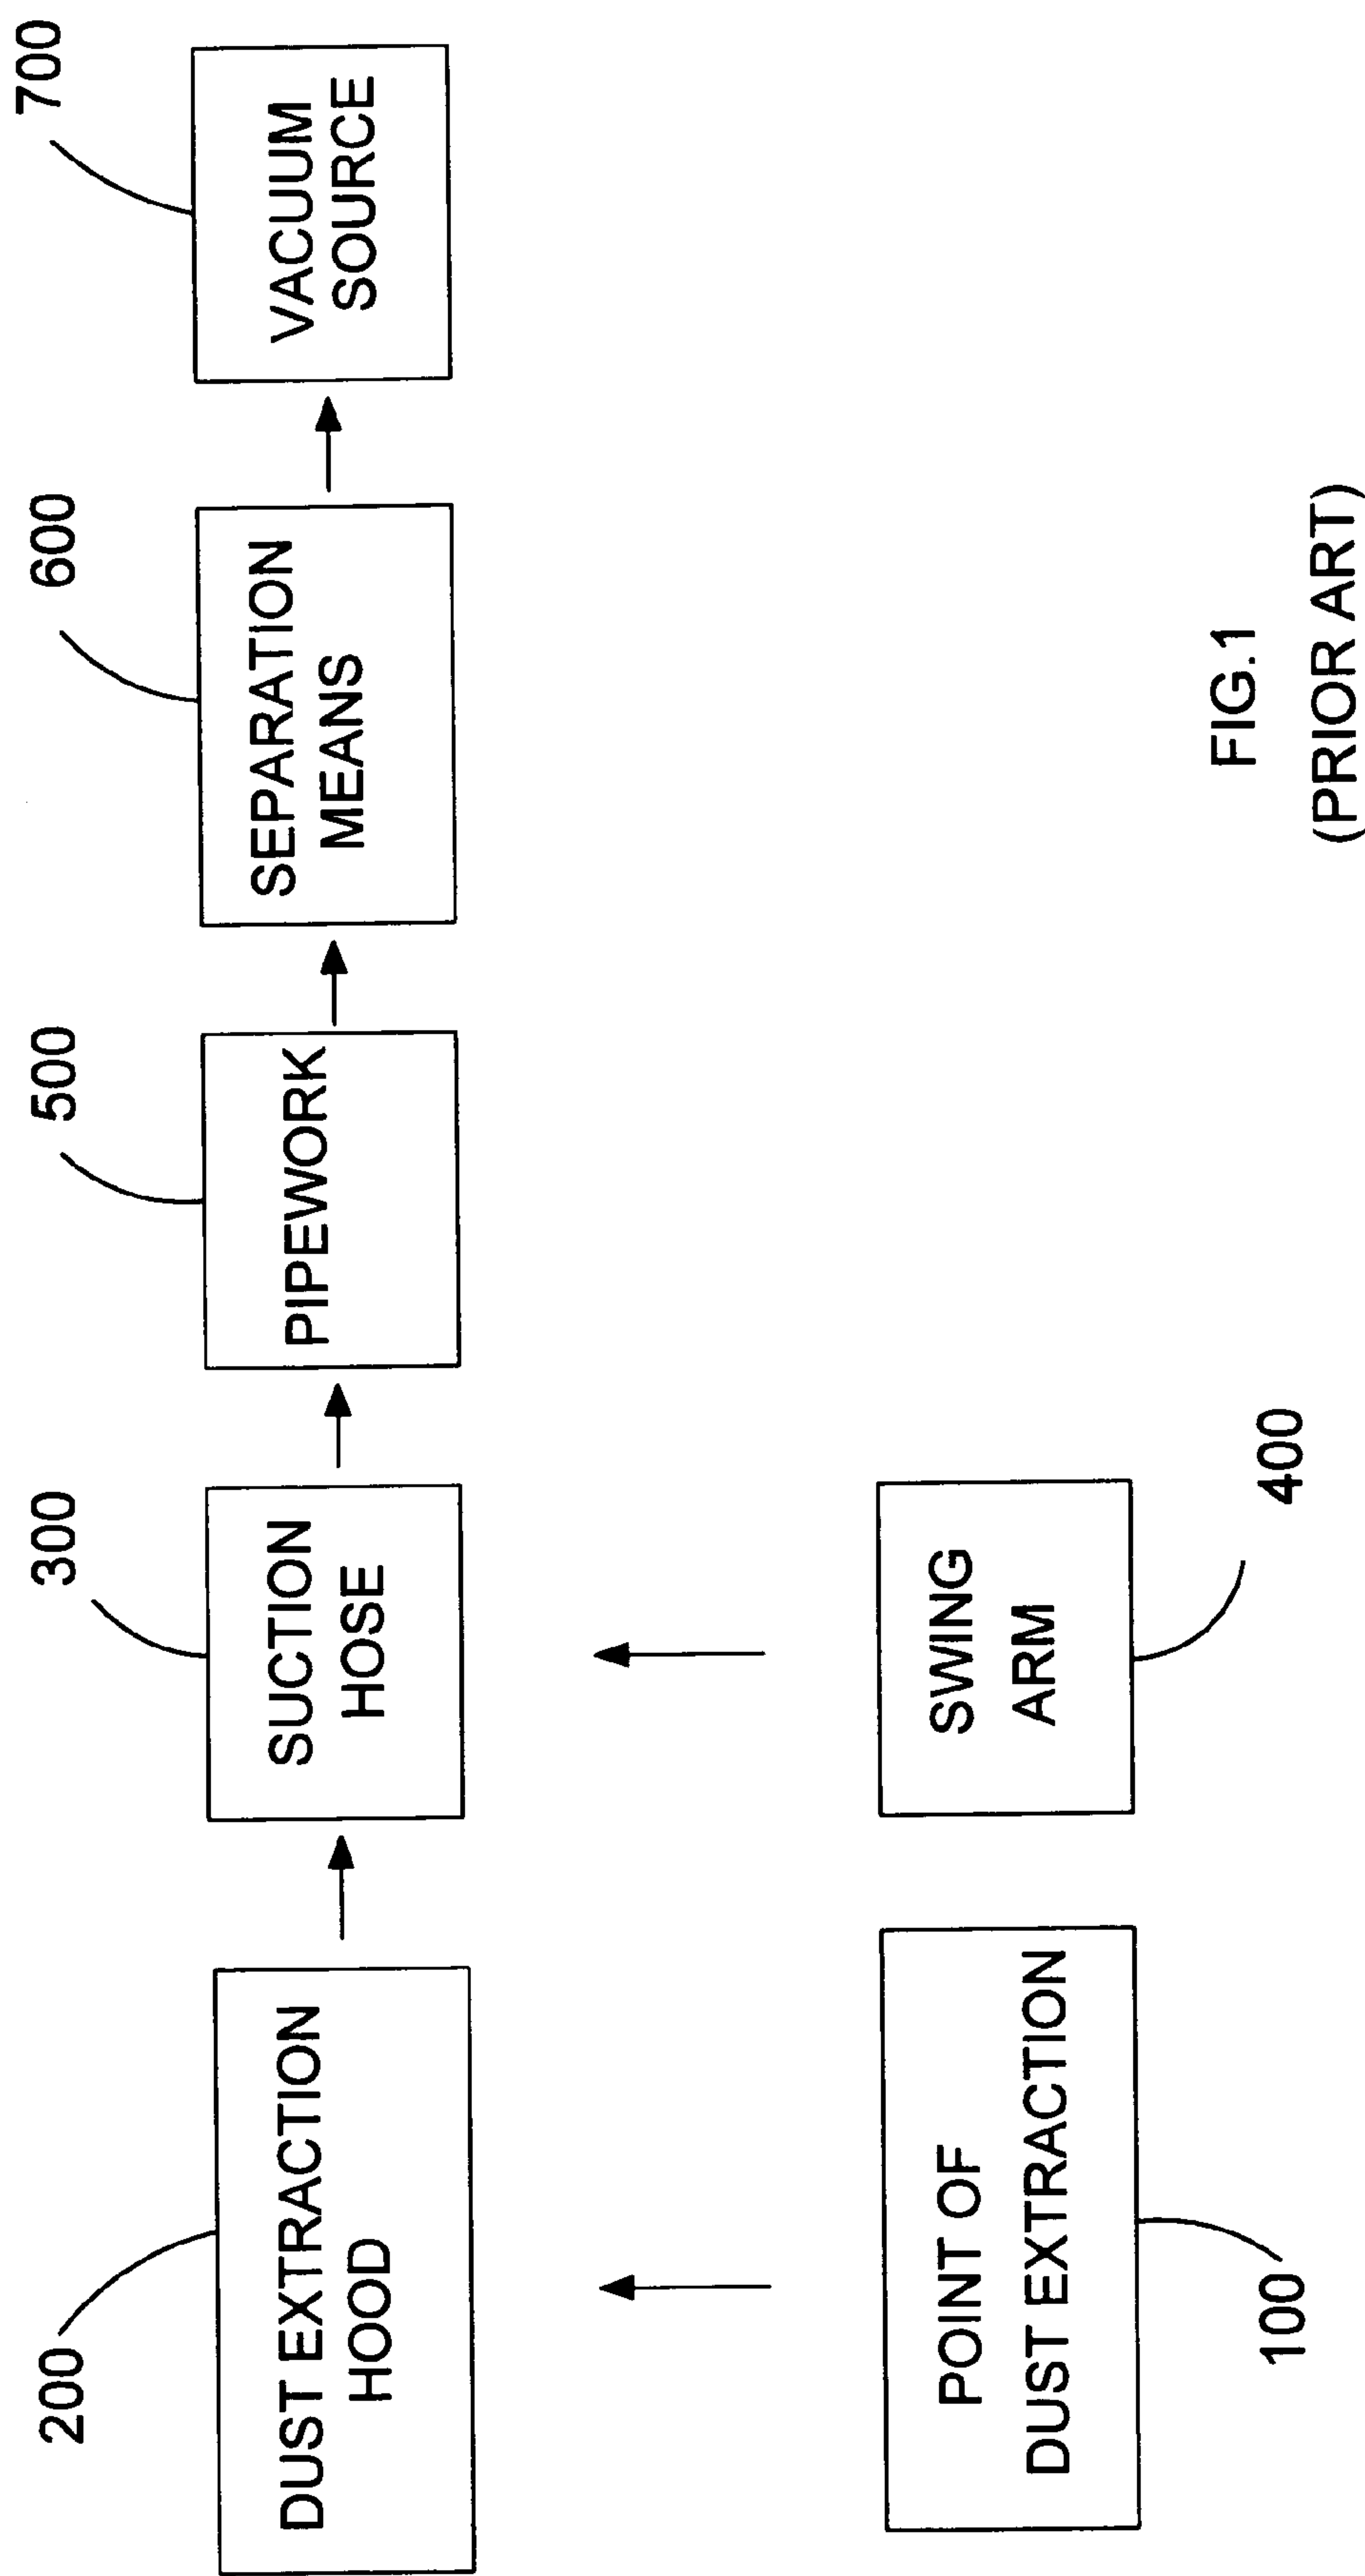 200
300
500
600
700
DUST EXTRACTION
HOOD
SUCTION
HOSE
PIPEWORK
SEPARATION
MEANS
VACUUM
SOURCE
POINT OF
DUST EXTRACTION
SWING
ARM
100
400
FIG.1
(PRIOR ART)